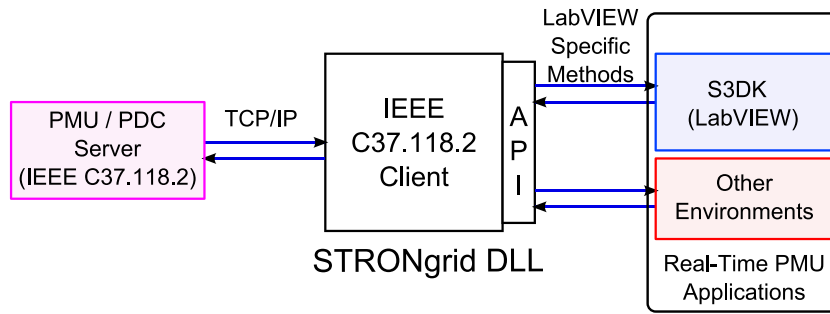 PMU / PDC
Server
(IEEE C37.118.2)
TCP/IP
IEEE
C37.118.2
Client
A
P
I
STRONgrid DLL
LabVIEW
Specific
Methods
S3DK
(LabVIEW)
Other
Environments
Real-Time PMU
Applications